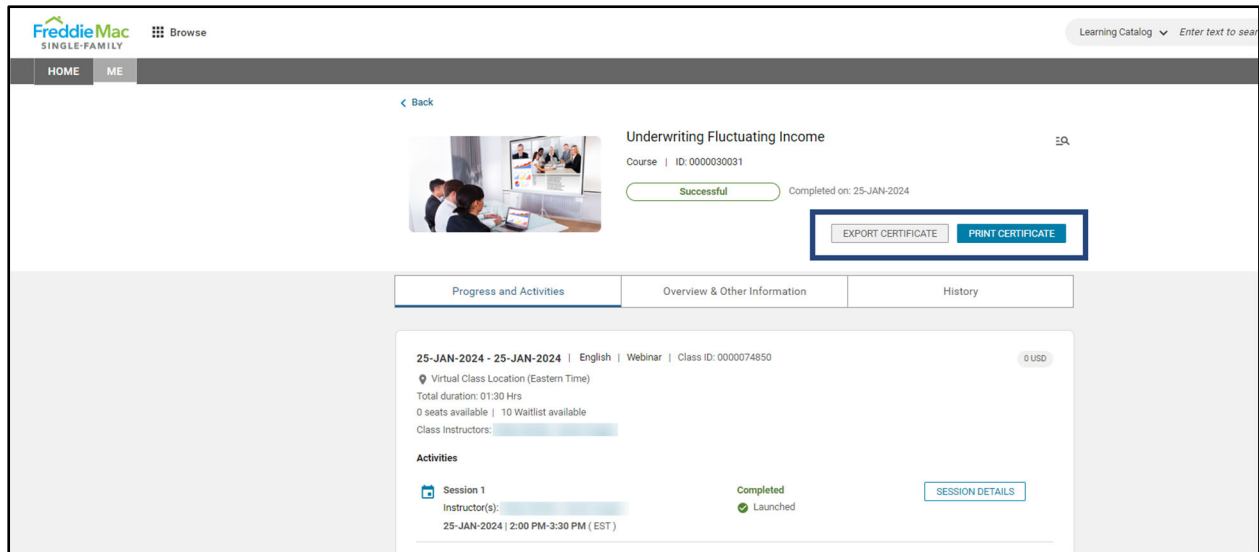 FreddieMac
SINGLE-FAMILY
Browse
Learning Catalog
Enter text to sear
HOME
ME
Back
Underwriting Fluctuating Income
Course | ID: 0000030031
Successful
Completed on: 25-JAN-2024
EXPORT CERTIFICATE
PRINT CERTIFICATE
Progress and Activities
Overview & Other Information
History
25-JAN-2024 - 25-JAN-2024 | English | Webinar | Class ID: 0000074850
0 USD
Virtual Class Location (Eastern Time)
Total duration: 01:30 Hrs
0 seats available | 10 Waitlist available
Class Instructors:
Activities
Session 1
Completed
SESSION DETAILS
Instructor(s):
Launched
25-JAN-2024 | 2:00 PM-3:30 PM ( EST )